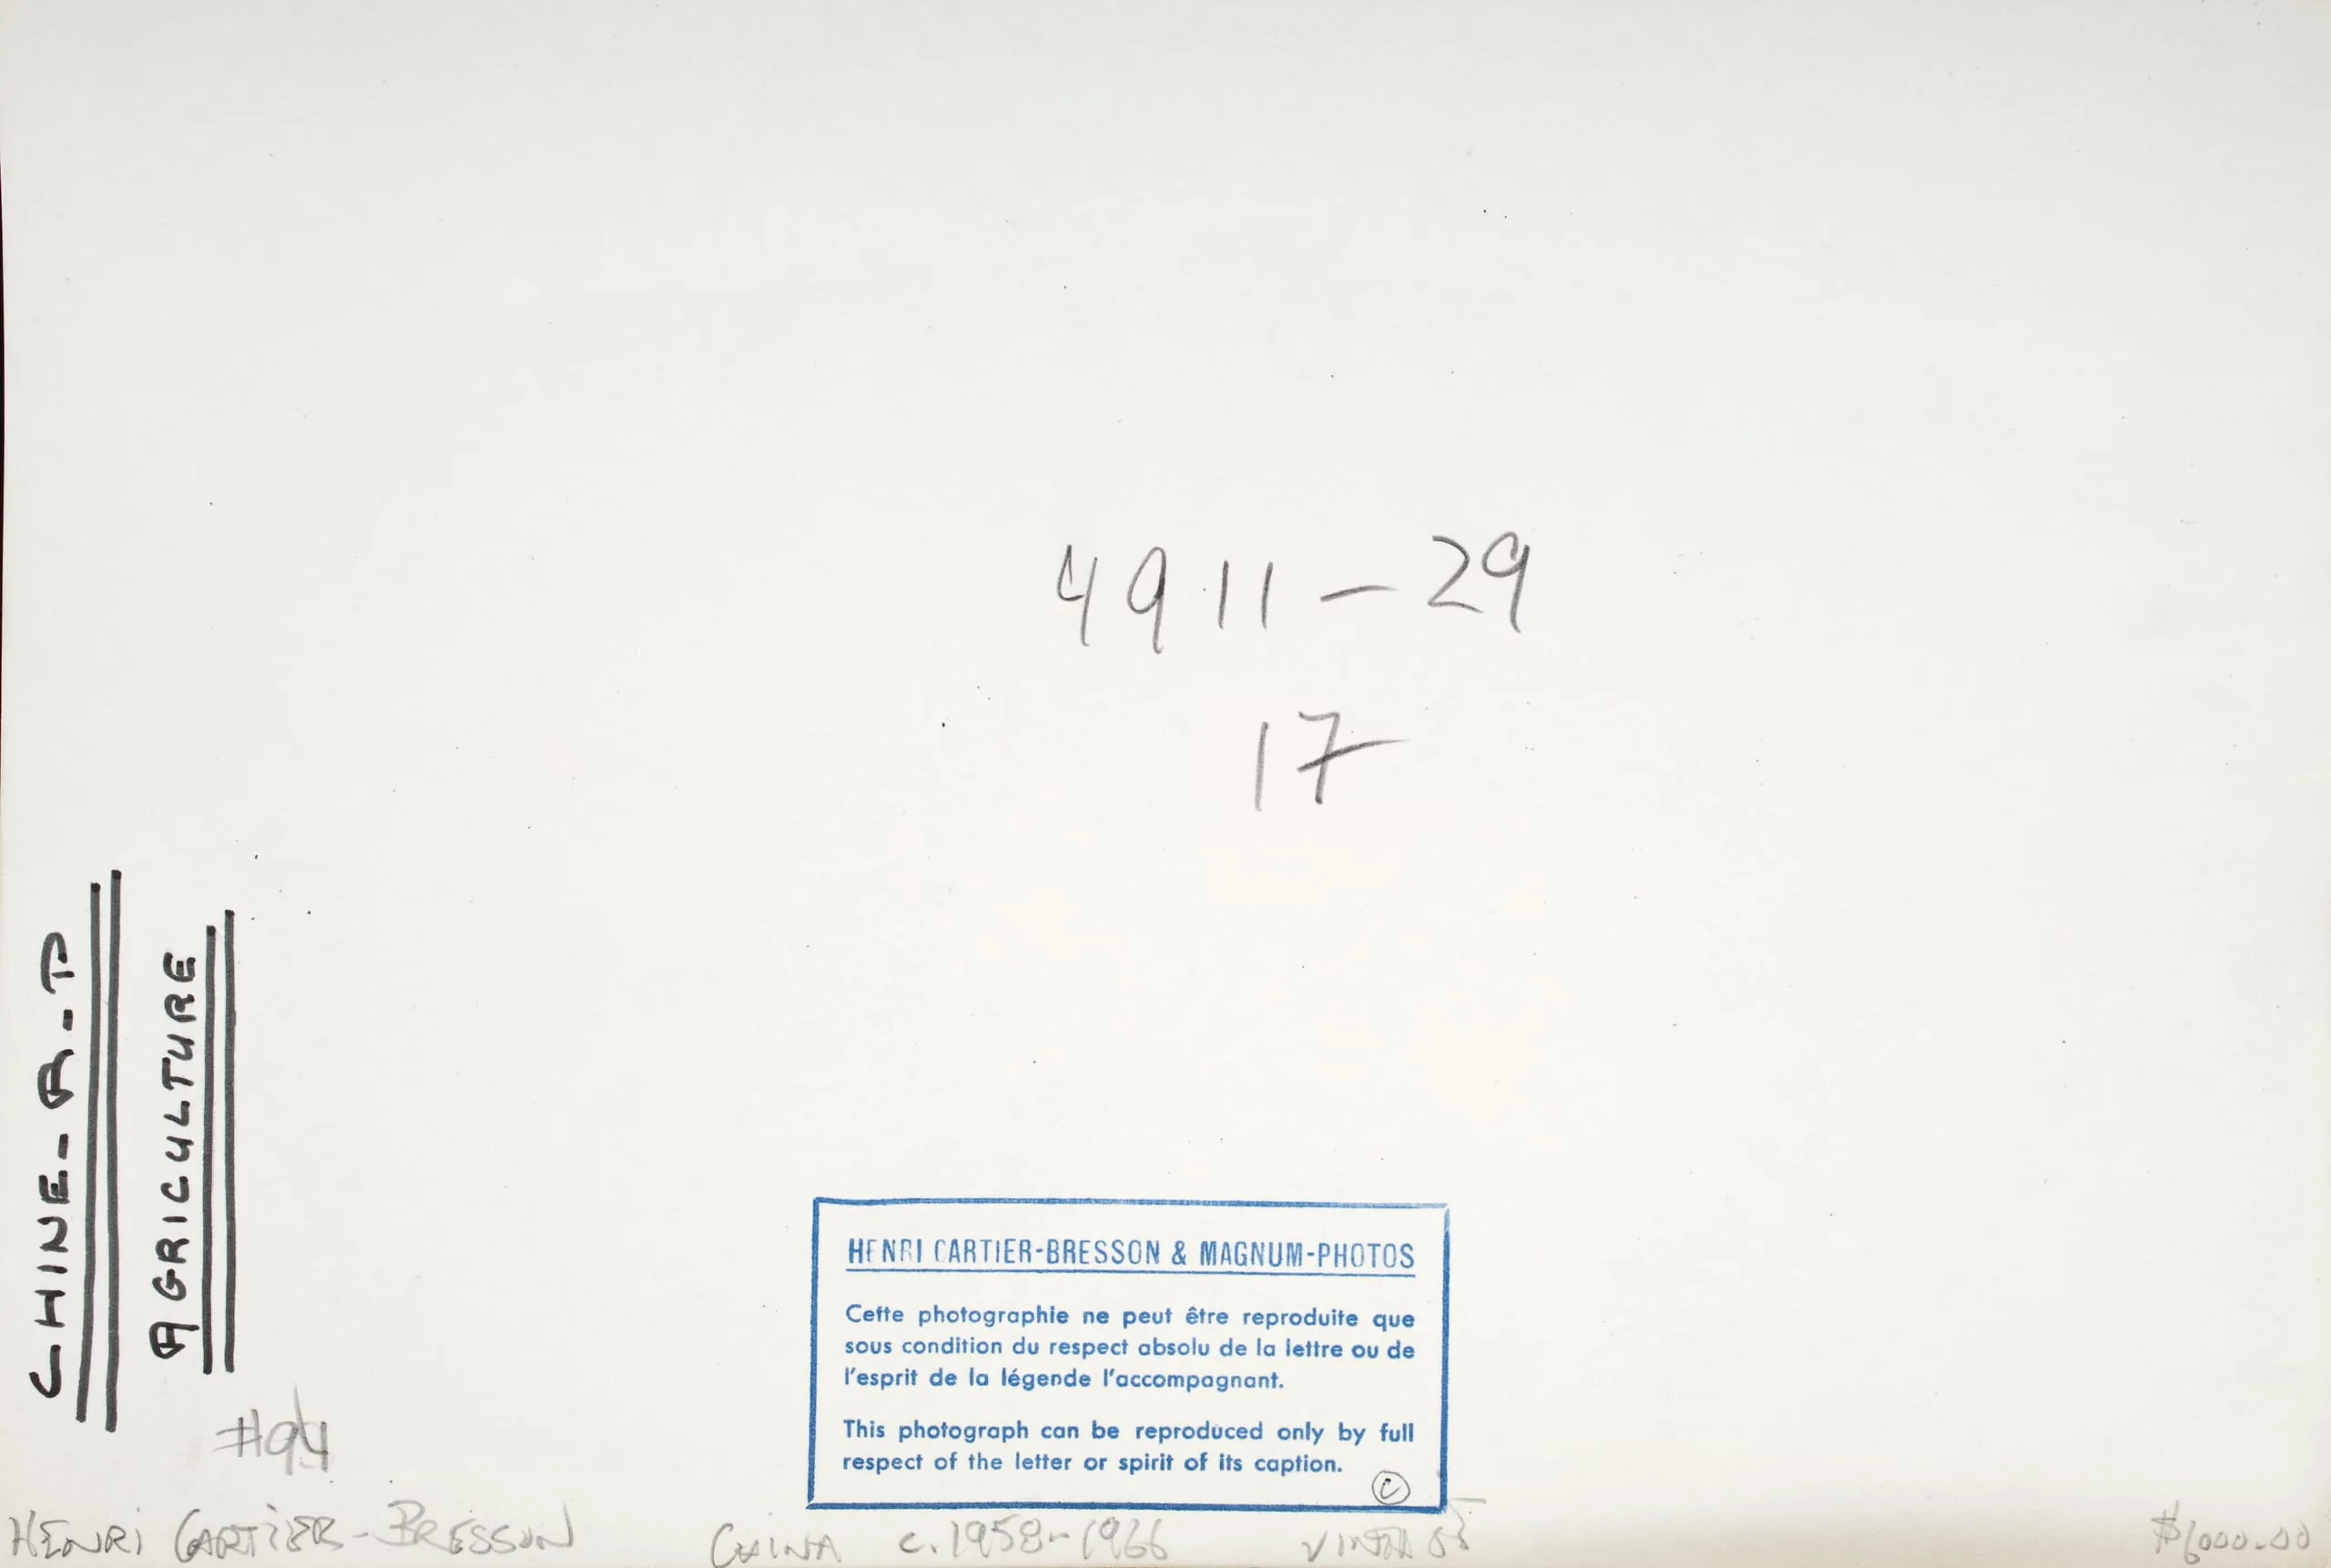 4911-29
17
CHINE-R-P
AGRICULTURE
#94
HENRI CARTIER-BRESSON & MAGNUM-PHOTOS
Cette photographie ne peut être reproduite que
sous condition du respect absolu de la lettre ou de
l'esprit de la légende l'accompagnant.
This photograph can be reproduced only by full
respect of the letter or spirit of its caption.
©
HENRI CARTIER-BRESSON CHINA c.1958-1966 VINTAGE $6000.00